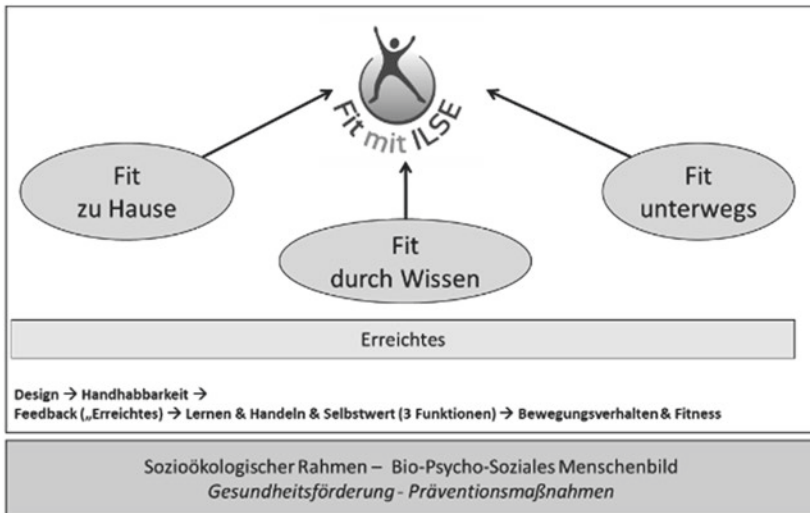 Fit mit ILSE
Fit
zu Hause
Fit
durch Wissen
Fit
unterwegs
Erreichtes
Design → Handhabbarkeit →
Feedback („Erreichtes) → Lernen & Handeln & Selbstwert (3 Funktionen) → Bewegungsverhalten & Fitness
Sozioökologischer Rahmen – Bio-Psycho-Soziales Menschenbild
Gesundheitsförderung - Präventionsmaßnahmen